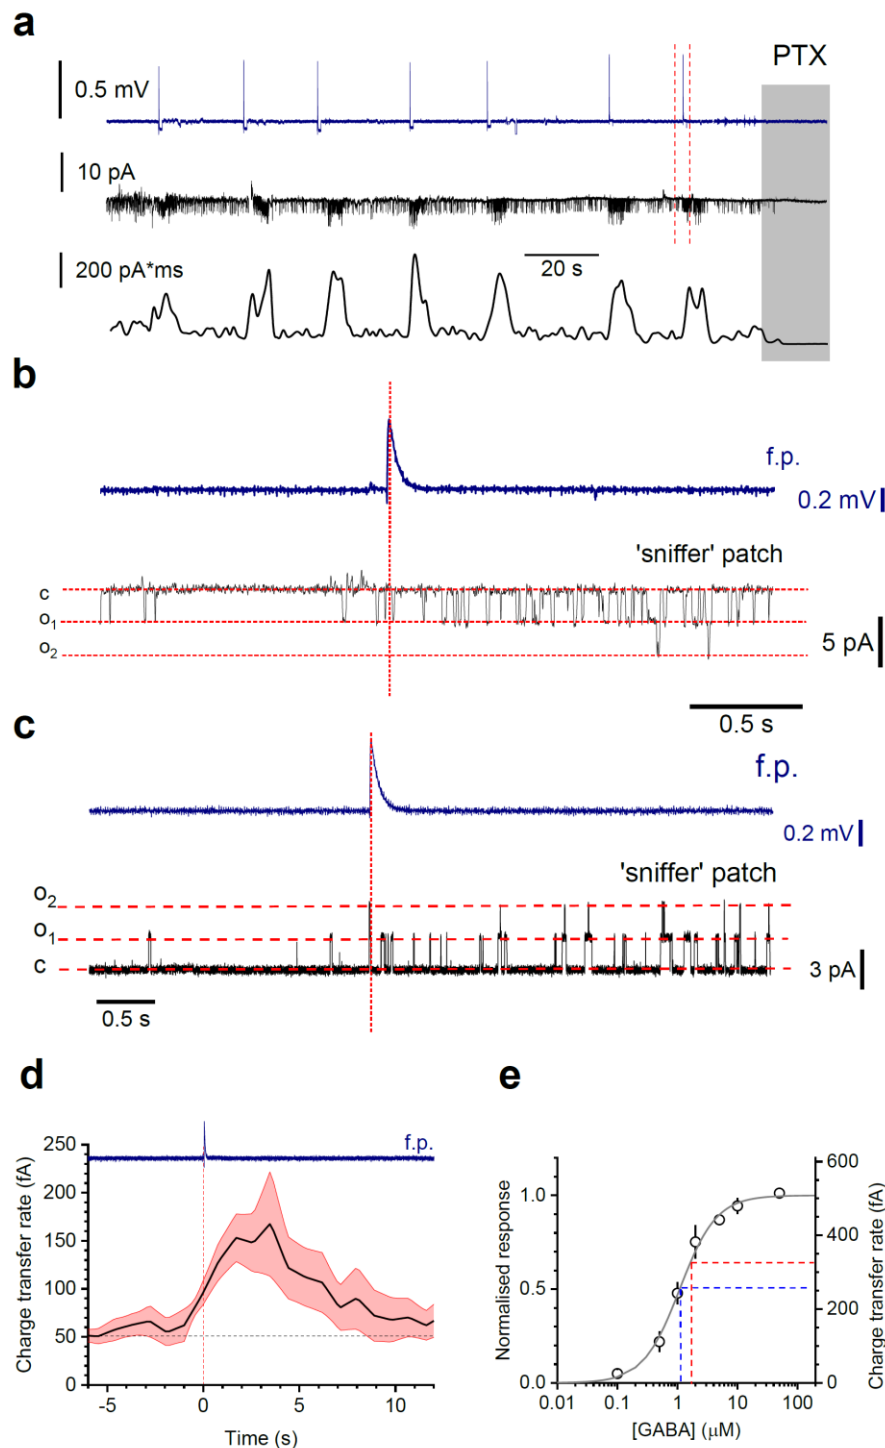 a
PTX
0.5 mV
10 pA
200 pA*ms
20 s
b
f.p.
0.2 mV
'sniffer' patch
c
o1
o2
5 pA
0.5 s
c
f.p.
0.2 mV
'sniffer' patch
o2
o1
c
3 pA
0.5 s
d
f.p.
250
200
150
100
50
0
Charge transfer rate (fA)
-5 0 5 10
Time (s)
e
1.0
0.5
0.0
Normalised response
600
400
200
0
Charge transfer rate (fA)
0.01 0.1 1 10 100
[GABA] (μM)